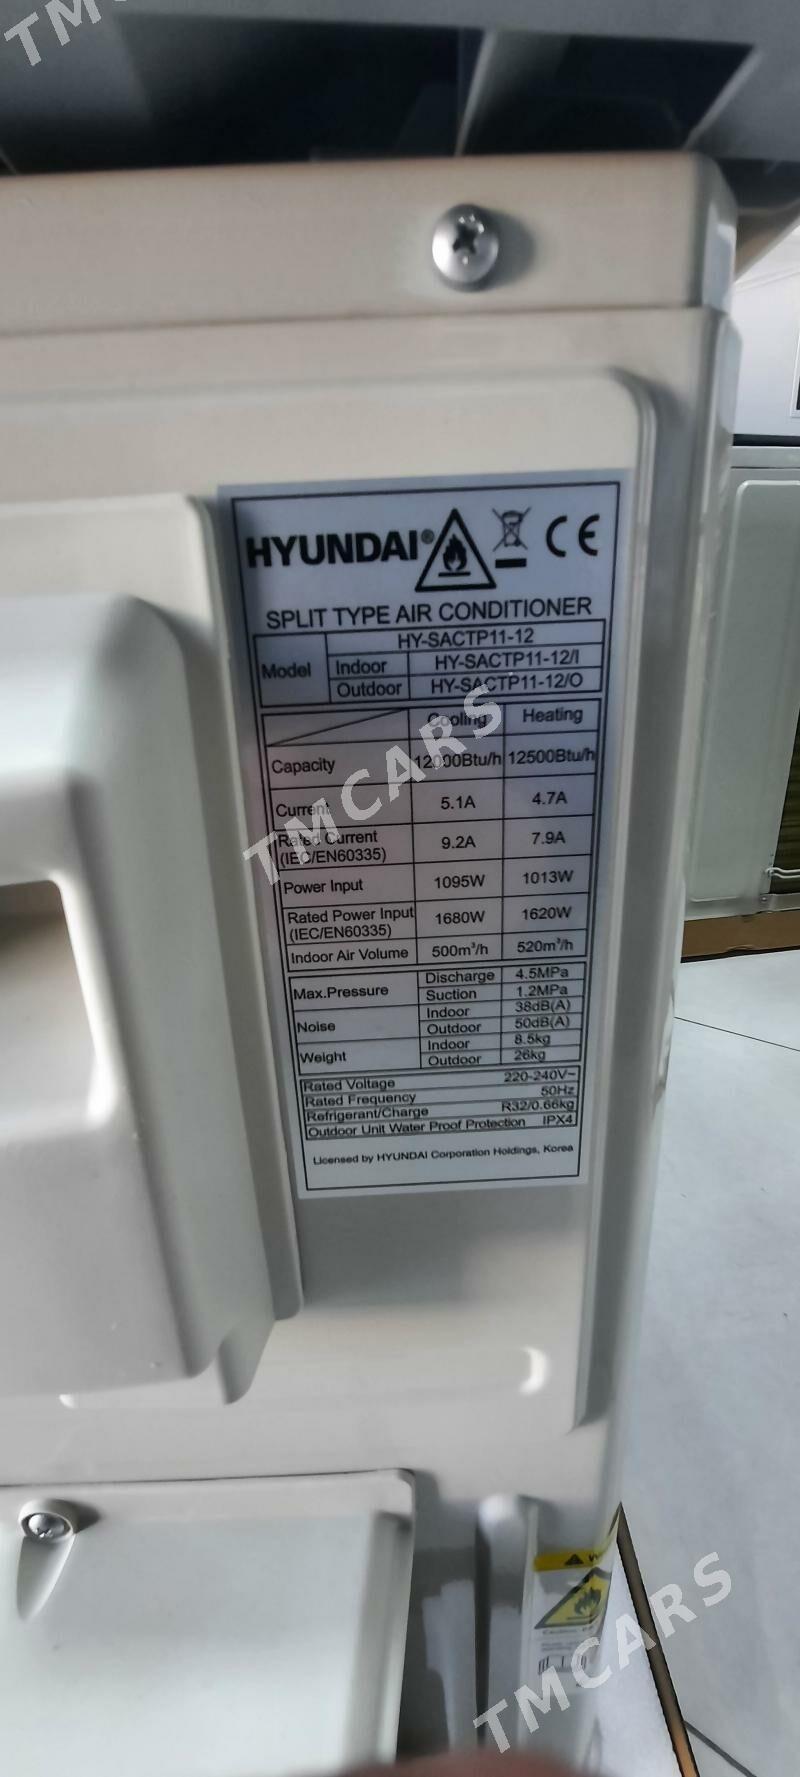 TMCARS
HYUNDAI® CE
SPLIT TYPE AIR CONDITIONER
Model HY-SACTP11-12
Indoor HY-SACTP11-12/I
Outdoor HY-SACTP11-12/O
Cooling Heating
Capacity 12000Btu/h 12500Btu/h
Current 5.1A 4.7A
Rated Current
(IEC/EN60335) 9.2A 7.9A
Power Input 1095W 1013W
Rated Power Input
(IEC/EN60335) 1680W 1620W
Indoor Air Volume 500m³/h 520m³/h
Max.Pressure Discharge 4.5MPa
Suction 1.2MPa
Noise Indoor 38dB(A)
Outdoor 50dB(A)
Weight Indoor 8.5kg
Outdoor 26kg
Rated Voltage 220-240V~
Rated Frequency 50Hz
Refrigerant/Charge R32/0.66kg
Outdoor Unit Water Proof Protection IPX4
Licensed by HYUNDAI Corporation Holdings, Korea
TMCARS
TMCARS